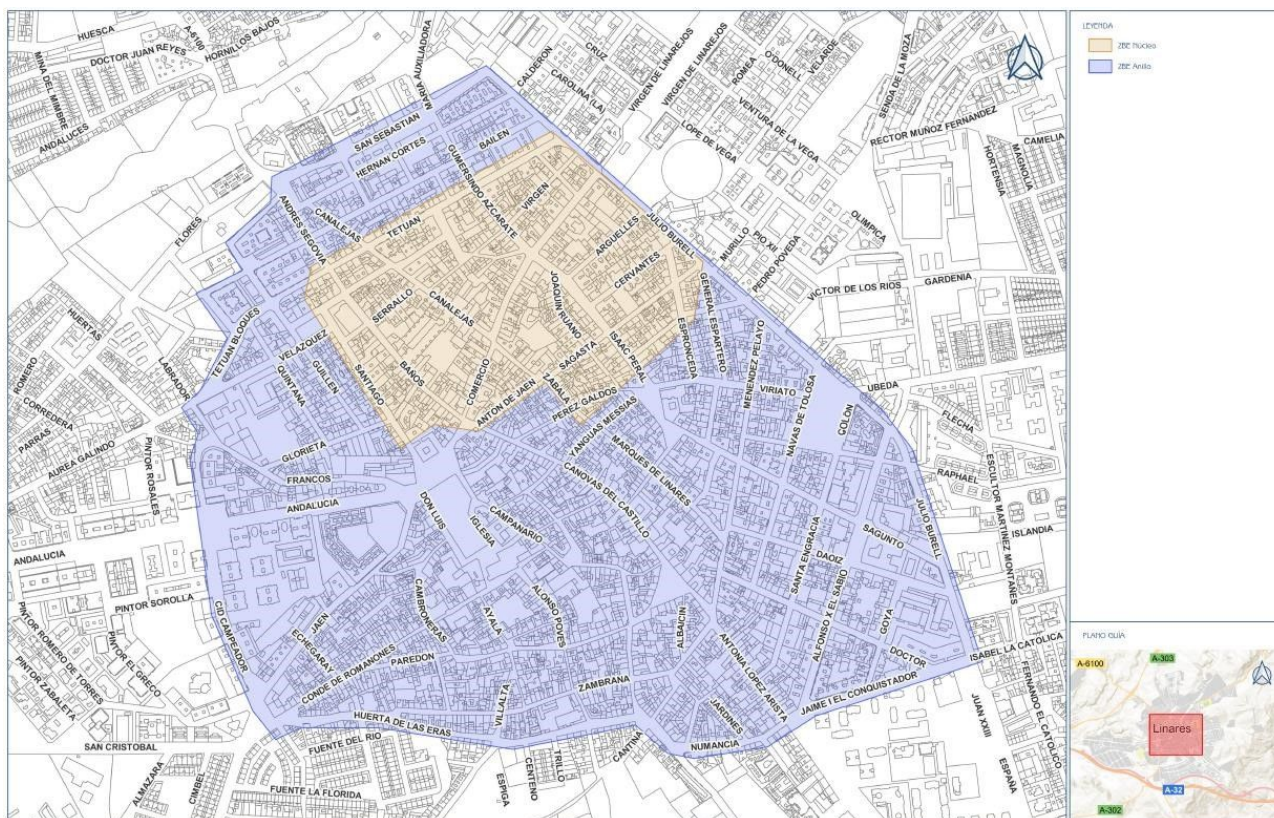 HUESCA
A-6100
HORNILLOS BAJOS
DOCTOR JUAN REYES
MINA DEL MIMBRE
ANDALUCES
MARIA AUXILIADORA
CALDERON
CRUZ
CAROLINA (LA)
VIRGEN DE LINAREJOS
VIRGEN DE LINAREJOS
ROMEA
O'DONELL
VELARDE
VENTURA DE LA VEGA
LOPE DE VEGA
SENDA DE LA MOZA
RECTOR MUÑOZ FERNÁNDEZ
CAMELIA
MAGNOLIA
HORTENSIA
SAN SEBASTIAN
HERNAN CORTES
BAILEN
GUMERSINDO AZCARATE
VIRGEN
ANDRES SEGOVIA
CANALEJAS
TETUAN
FLORES
ARGUELLES
JULIO BURELL
MURILLO
PIO XII
PEDRO POVEDA
OLIMPICA
CERVANTES
JOAQUIN RUANO
GENERAL ESPARTERO
VICTOR DE LOS RIOS
GARDENIA
SERRALLO
CANALEJAS
HUERTAS
TETUAN BLOQUES
VELAZQUEZ
GUILLEN
QUINTANA
SANTIAGO
BAÑOS
COMERCIO
ANTON DE JAEN
SAGASTA
ZABALA
ISAAC PERAL
ESPRONCEDA
PEREZ GALDOS
MENENDEZ PELAYO
VIRIATO
NAVAS DE TOLOSA
UBEDA
COLÓN
FLECHA
RAPHAEL
ESCULTOR MARTINEZ MONTAÑES
ISLANDIA
ROMERO
LABRADOR
CORREDERA
PARRAS
AUREA GALINDO
PINTOR ROSALES
GLORIETA
FRANCOS
ANDALUCIA
YANGUAS MESSIAS
MARQUES DE LINARES
CANOVAS DEL CASTILLO
DON LUIS
IGLESIA
CAMPANARIO
SANTA ENGRACIA
SAGUNTO
JULIO BURELL
DAOIZ
ANDALUCIA
PINTOR SOROLLA
PINTOR ROMERO DE TORRES
PINTOR EL GRECO
PINTOR ZABALETA
CID CAMPEADOR
JAEN
ECHEGARAY
CAMBRONERAS
AYALA
ALONSO POVES
ALBAICIN
ALFONSO X EL SABIO
GOYA
DOCTOR
ISABEL LA CATOLICA
CONDE DE ROMANONES
PAREDON
ZAMBRANA
ANTONIA LOPEZ ARISTA
JAIME I EL CONQUISTADOR
JUAN XXIII
FERNANDO EL CATOLICO
HUERTA DE LAS ERAS
VILLALTA
JARDINES
NUMANCIA
SAN CRISTOBAL
FUENTE DEL RIO
ALMAZARA
CIMBEL
FUENTE LA FLORIDA
ESPIGA
CENTENO
TRILLO
CANTINA
ESPAÑA
LEYENDA
ZBE Núcleo
ZBE Anillo
PLANO GUÍA
A-6100
A-303
Linares
A-32
A-302